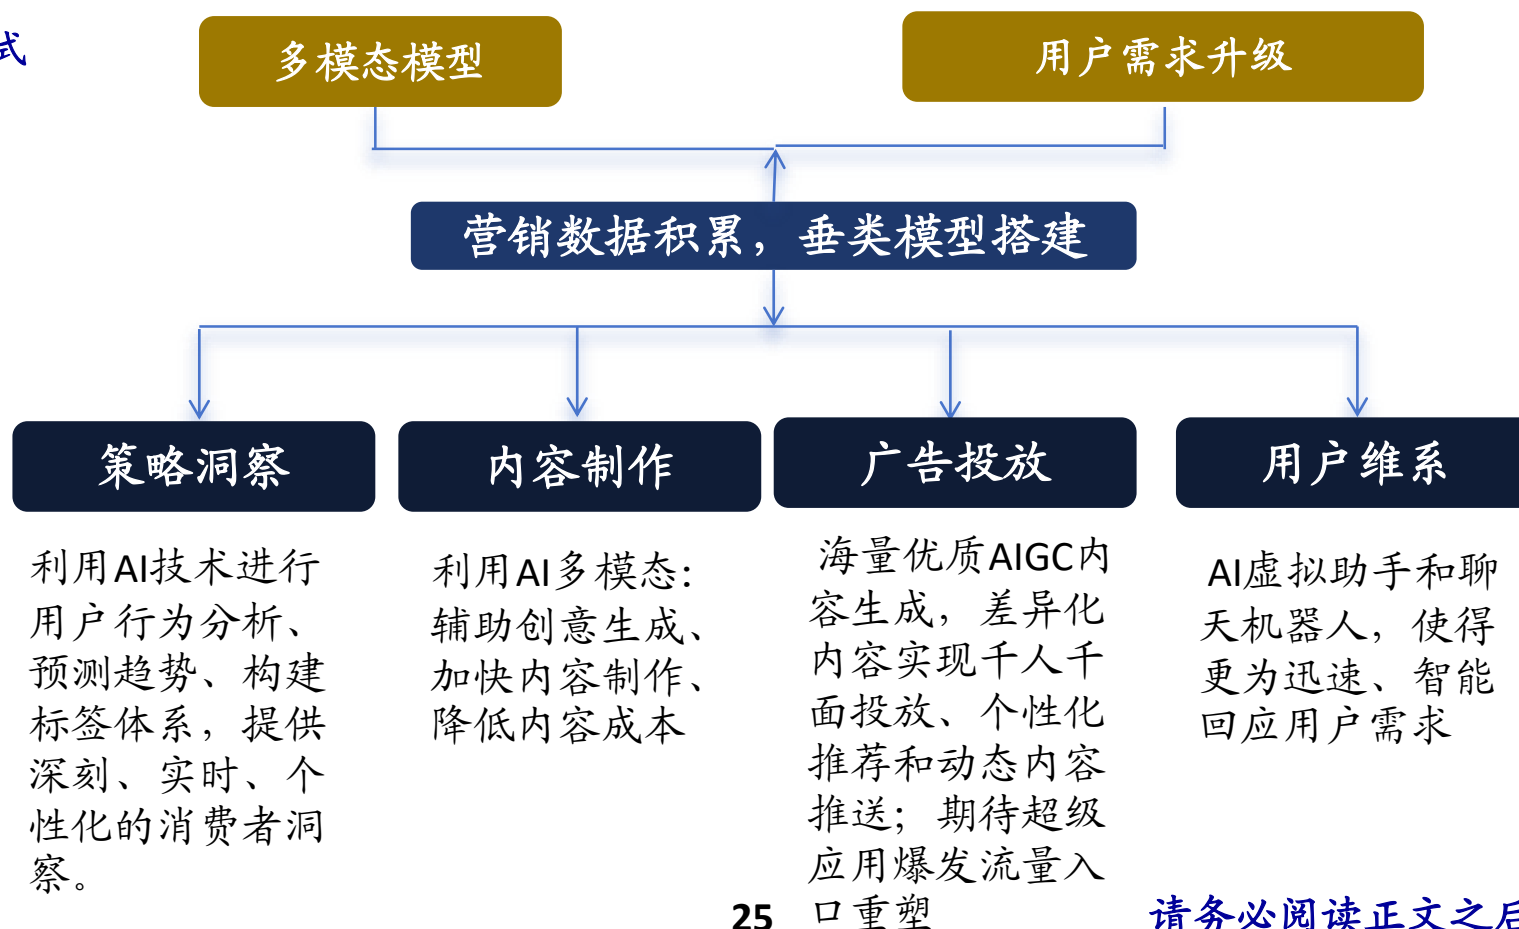 式
多模态模型
用户需求升级
营销数据积累，垂类模型搭建
策略洞察
内容制作
广告投放
用户维系
利用AI技术进行
用户行为分析、
预测趋势、构建
标签体系，提供
深刻、实时、个
性化的消费者洞
察。
利用AI多模态：
辅助创意生成、
加快内容制作、
降低内容成本
海量优质AIGC内
容生成，差异化
内容实现千人千
面投放、个性化
推荐和动态内容
推送；期待超级
应用爆发流量入
口重塑
AI虚拟助手和聊
天机器人，使得
更为迅速、智能
回应用户需求
25
请务必阅读正文之后